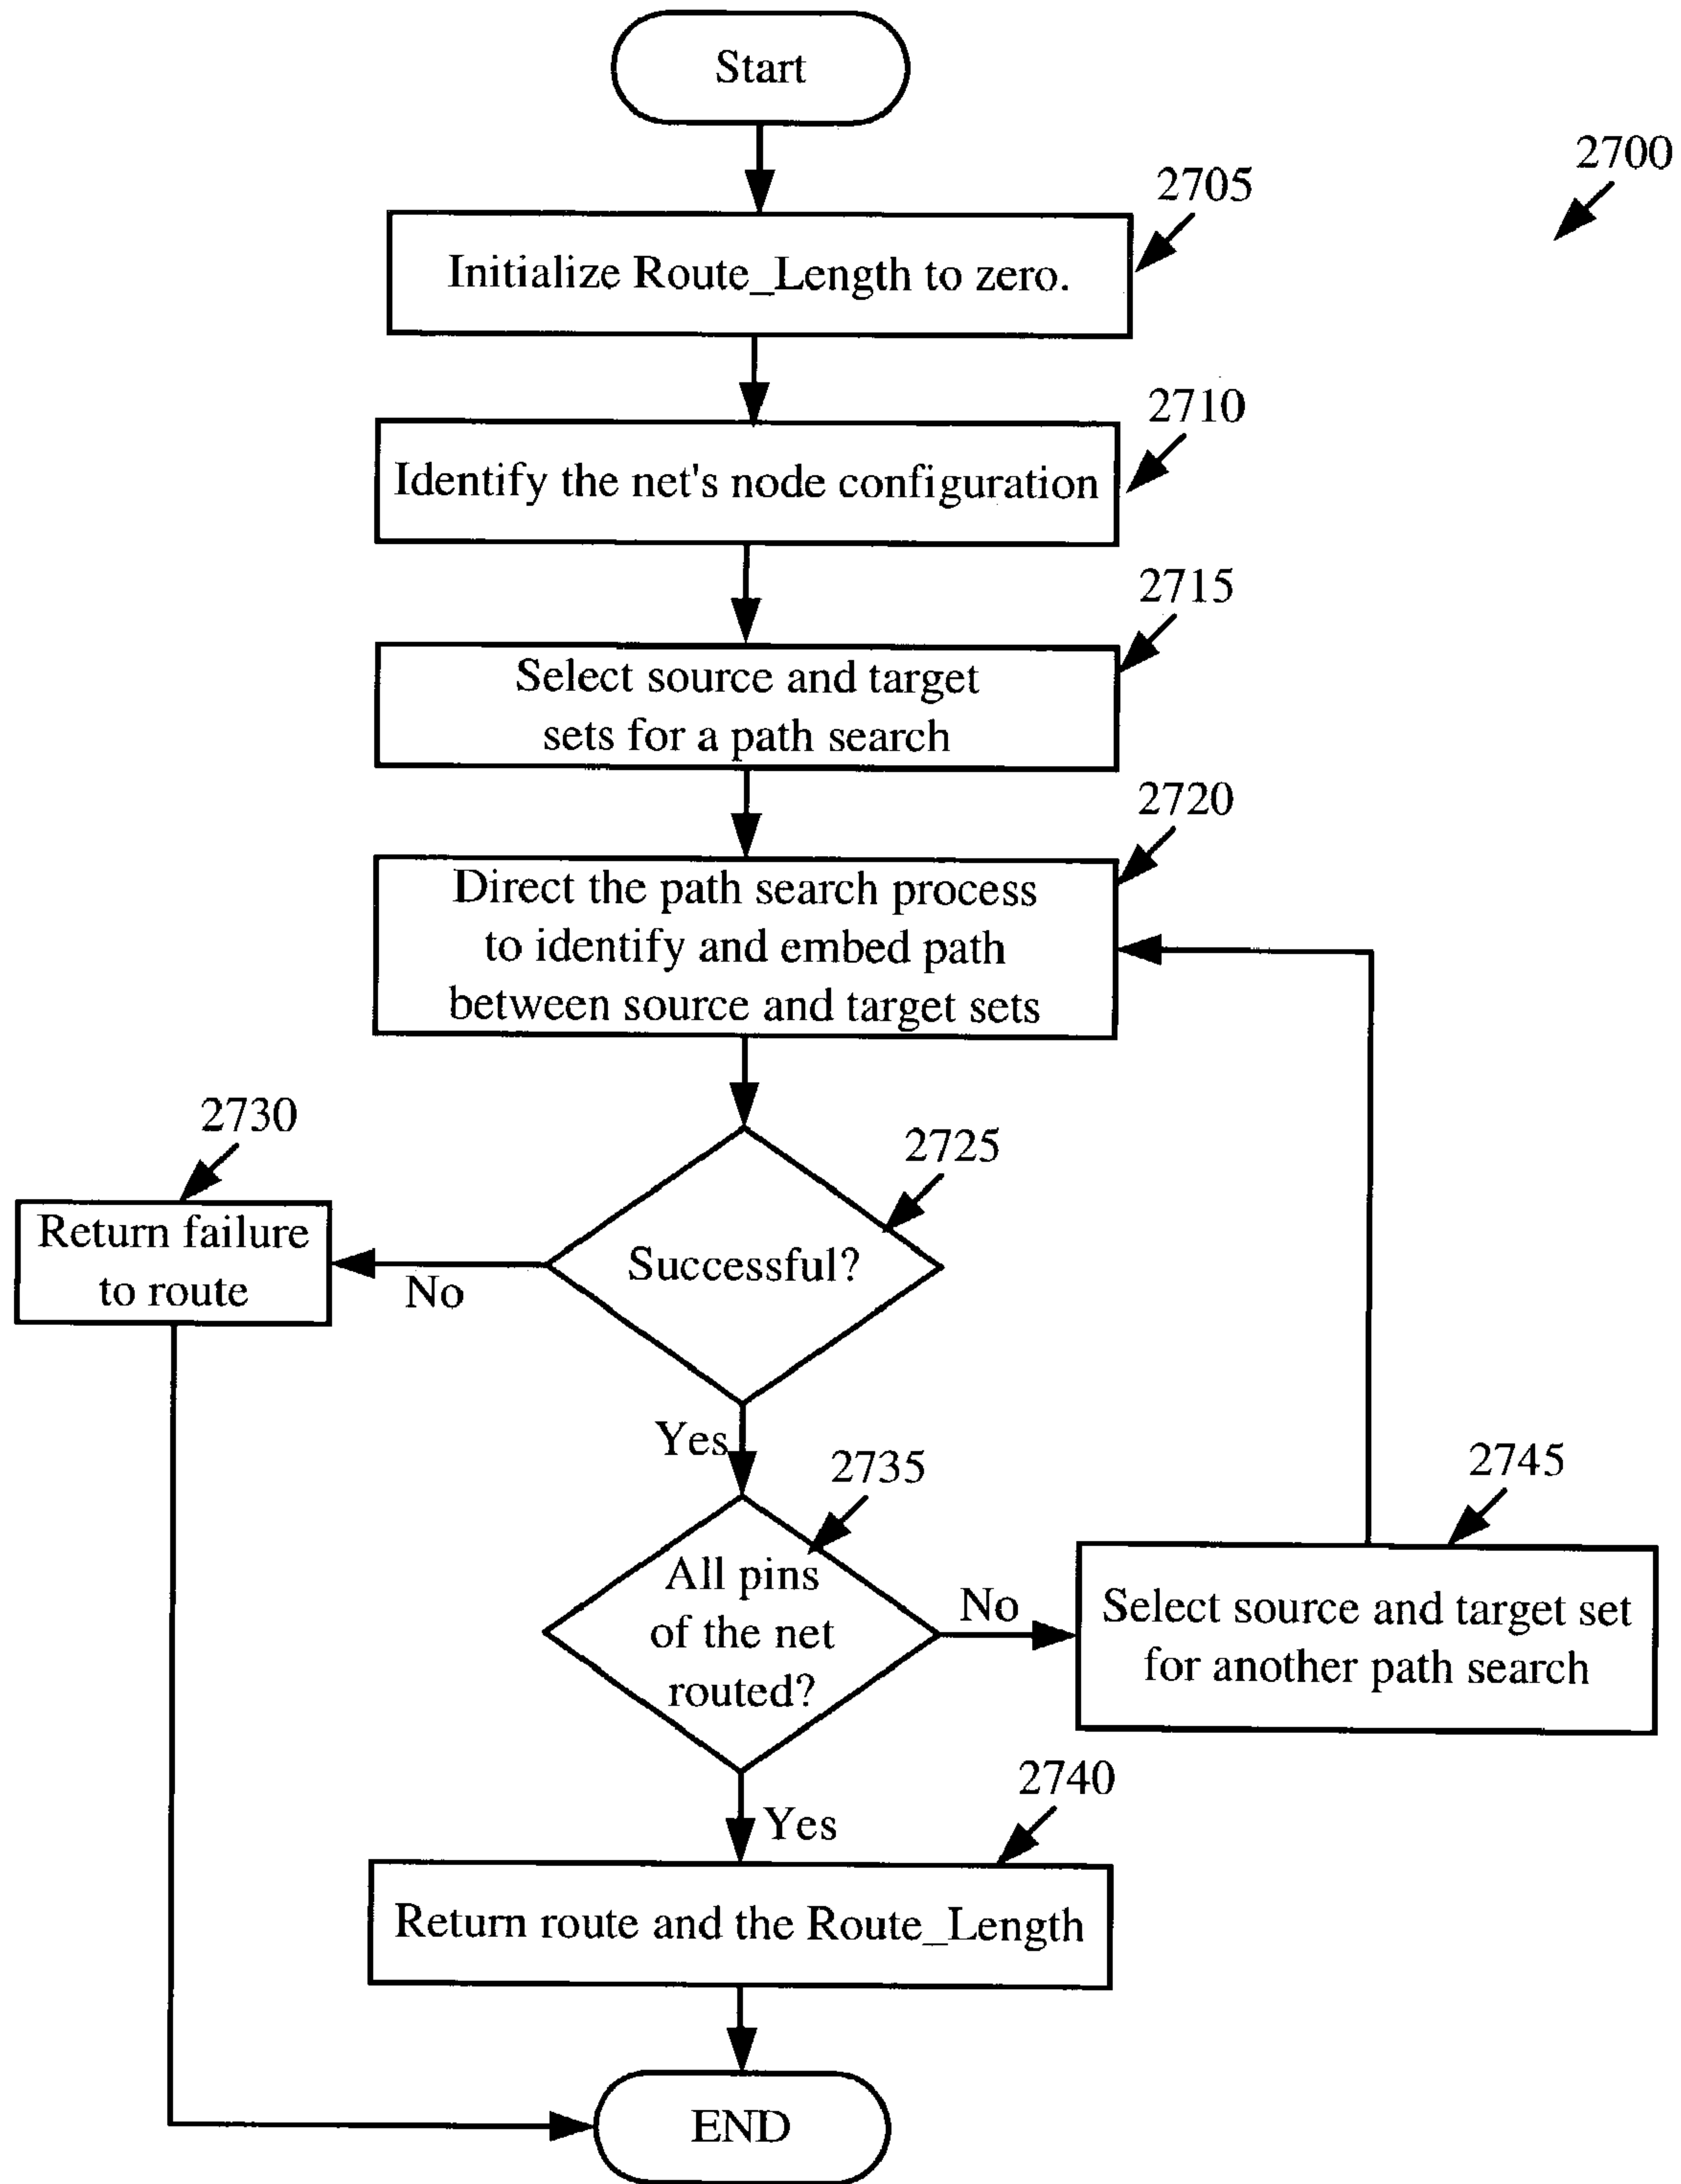 Start
2700
2705
Initialize Route_Length to zero.
2710
Identify the net's node configuration
2715
Select source and target
sets for a path search
2720
Direct the path search process
to identify and embed path
between source and target sets
2730
2725
Return failure
to route
No
Successful?
Yes
2735
2745
All pins
of the net
routed?
No
Select source and target set
for another path search
2740
Yes
Return route and the Route_Length
END